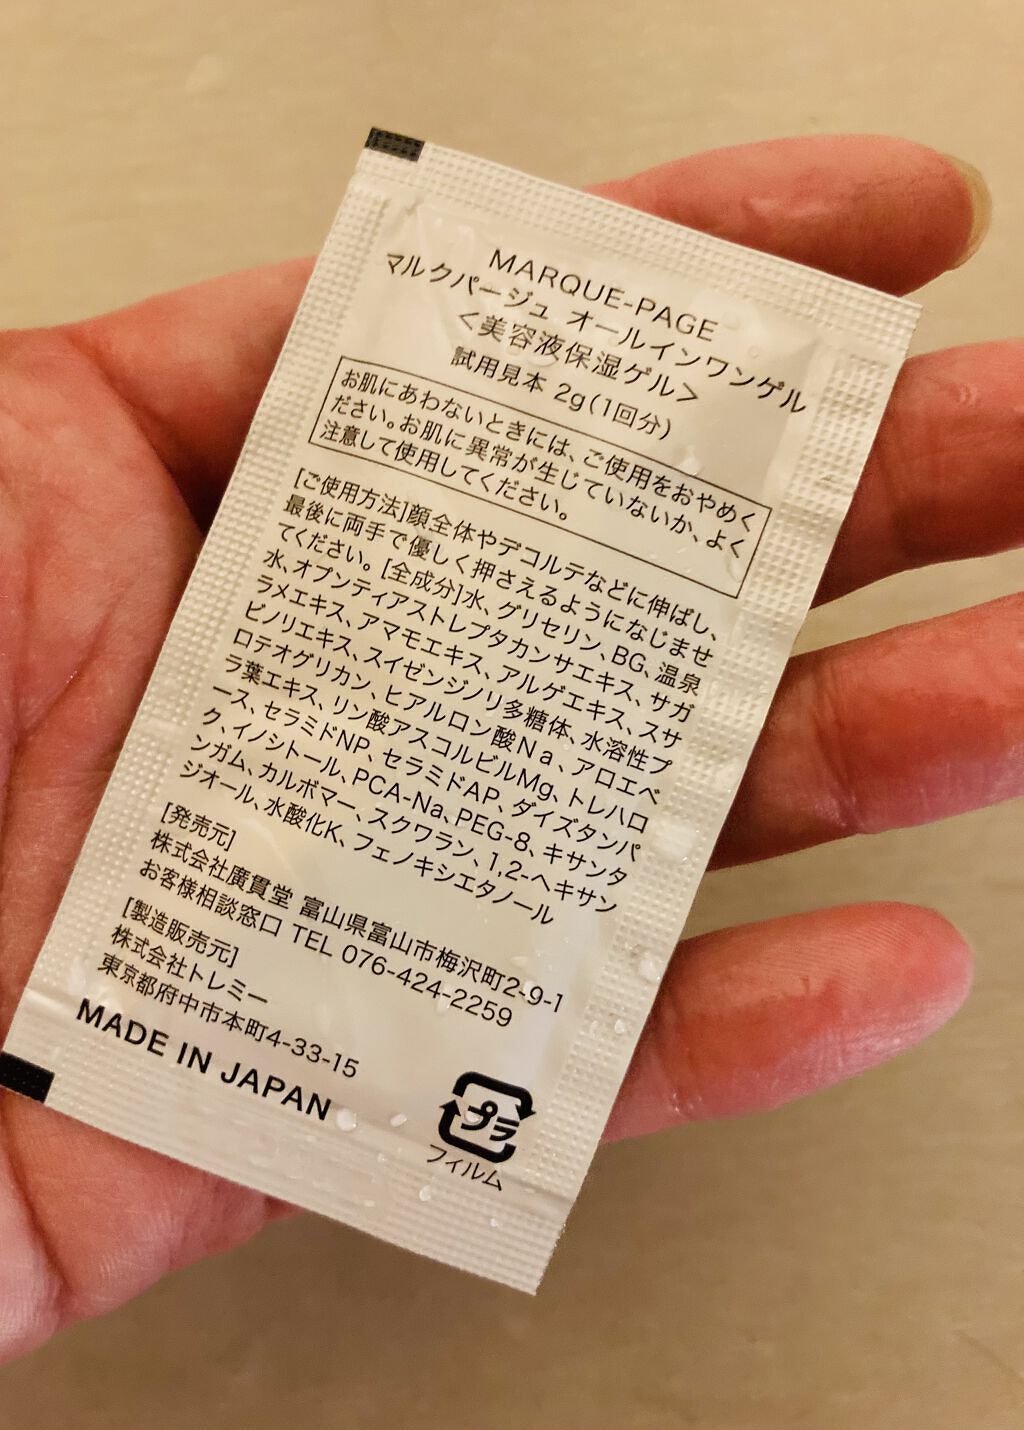 MARQUE-PAGE
マルクパージュ オールインワンゲル
<美容液保湿ゲル>
試用見本 2g(1回分)
お肌にあわないときには、ご使用をおやめく
ださい。お肌に異常が生じていないか、よく
注意して使用してください。
[ご使用方法]顔全体やデコルテなどに伸ばし、
最後に両手で優しく押さえるようになじませ
てください。[全成分]水、グリセリン、BG、温泉
水、オプンティアストレプタカンサエキス、サガ
ラメエキス、アマモエキス、アルゲエキス、スサ
ビノリエキス、スイゼンジノリ多糖体、水溶性プ
ロテオグリカン、ヒアルロン酸Na、アロエベ
ラ葉エキス、リン酸アスコルビルMg、トレハロ
ース、セラミドNP、セラミドAP、ダイズタンパ
ク、イノシトール、PCA-Na、PEG-8、キサンタ
ンガム、カルボマー、スクワラン、1,2-ヘキサン
ジオール、水酸化K、フェノキシエタノール
[発売元]
株式会社廣貫堂 富山県富山市梅沢町2-9-1
お客様相談窓口 TEL 076-424-2259
[製造販売元]
株式会社トレミー
東京都府中市本町4-33-15
MADE IN JAPAN
プラ
フィルム